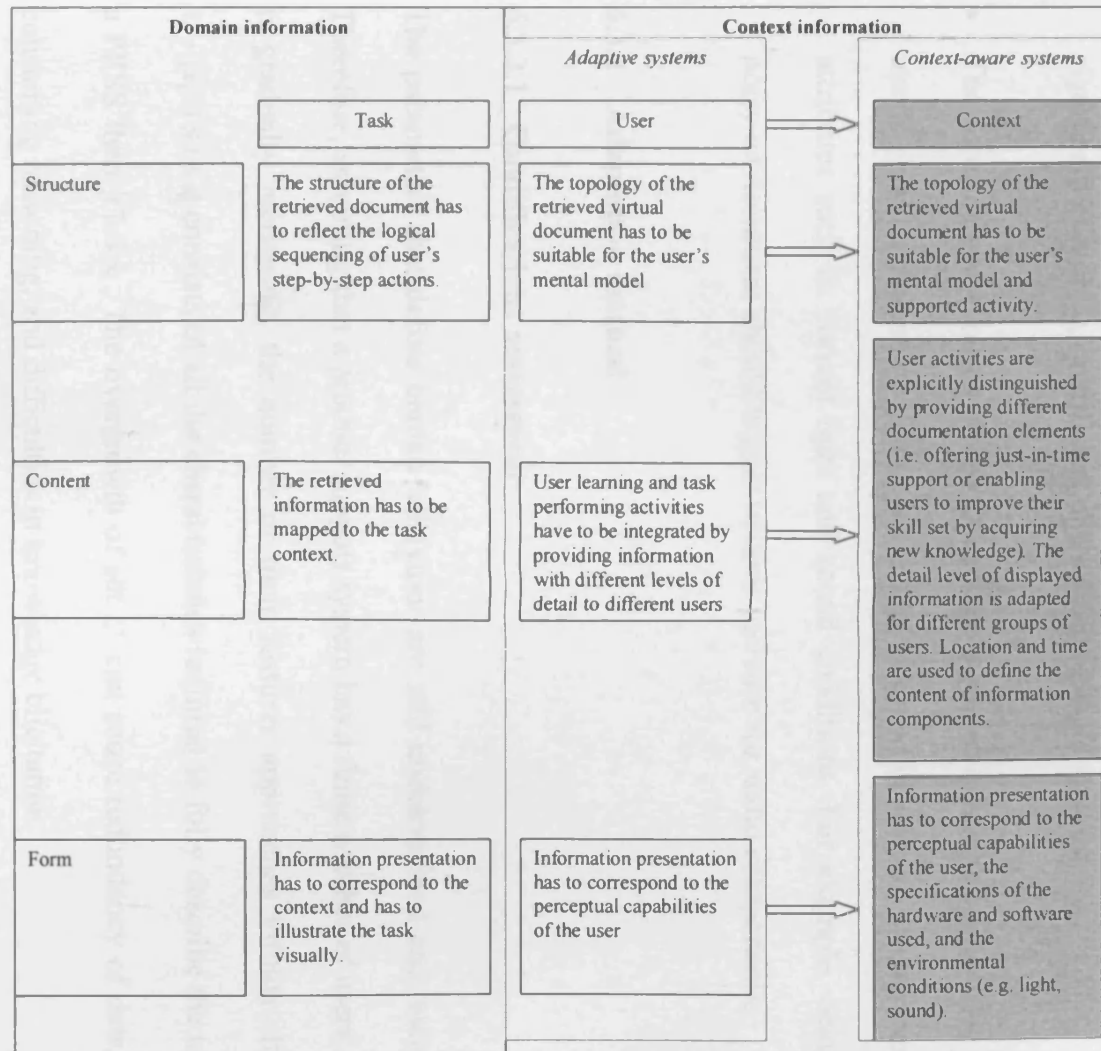 Domain information
Context information
Adaptive systems
Context-aware systems
Task
User
Context
Structure
The structure of the
retrieved document has
to reflect the logical
sequencing of user's
step-by-step actions.
The topology of the
retrieved virtual
document has to be
suitable for the user's
mental model
The topology of the
retrieved virtual
document has to be
suitable for the user's
mental model and
supported activity.
Content
The retrieved
information has to be
mapped to the task
context.
User learning and task
performing activities
have to be integrated by
providing information
with different levels of
detail to different users
User activities are
explicitly distinguished
by providing different
documentation elements
(i.e. offering just-in-time
support or enabling
users to improve their
skill set by acquiring
new knowledge). The
detail level of displayed
information is adapted
for different groups of
users. Location and time
are used to define the
content of information
components.
Form
Information presentation
has to correspond to the
context and has to
illustrate the task
visually.
Information presentation
has to correspond to the
perceptual capabilities
of the user
Information presentation
has to correspond to the
perceptual capabilities
of the user, the
specifications of the
hardware and software
used, and the
environmental
conditions (e.g. light,
sound).